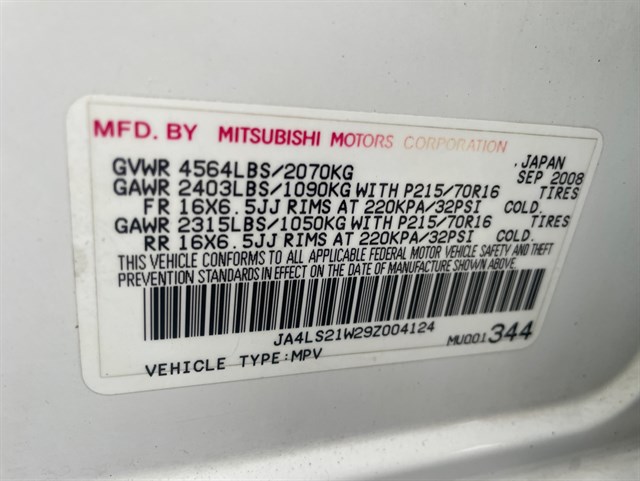 MFD. BY MITSUBISHI MOTORS CORPORATION
GVWR 4564LBS/2070KG .JAPAN SEP 2008
GAWR 2403LBS/1090KG WITH P215/70R16 TIRES
FR 16X6.5JJ RIMS AT 220KPA/32PSI COLD.
GAWR 2315LBS/1050KG WITH P215/70R16 TIRES
RR 16X6.5JJ RIMS AT 220KPA/32PSI COLD.
THIS VEHICLE CONFORMS TO ALL APPLICABLE FEDERAL MOTOR VEHICLE SAFETY AND THEFT
PREVENTION STANDARDS IN EFFECT ON THE DATE OF MANUFACTURE SHOWN ABOVE.
JA4LS21W29Z004124 MU001344
VEHICLE TYPE:MPV